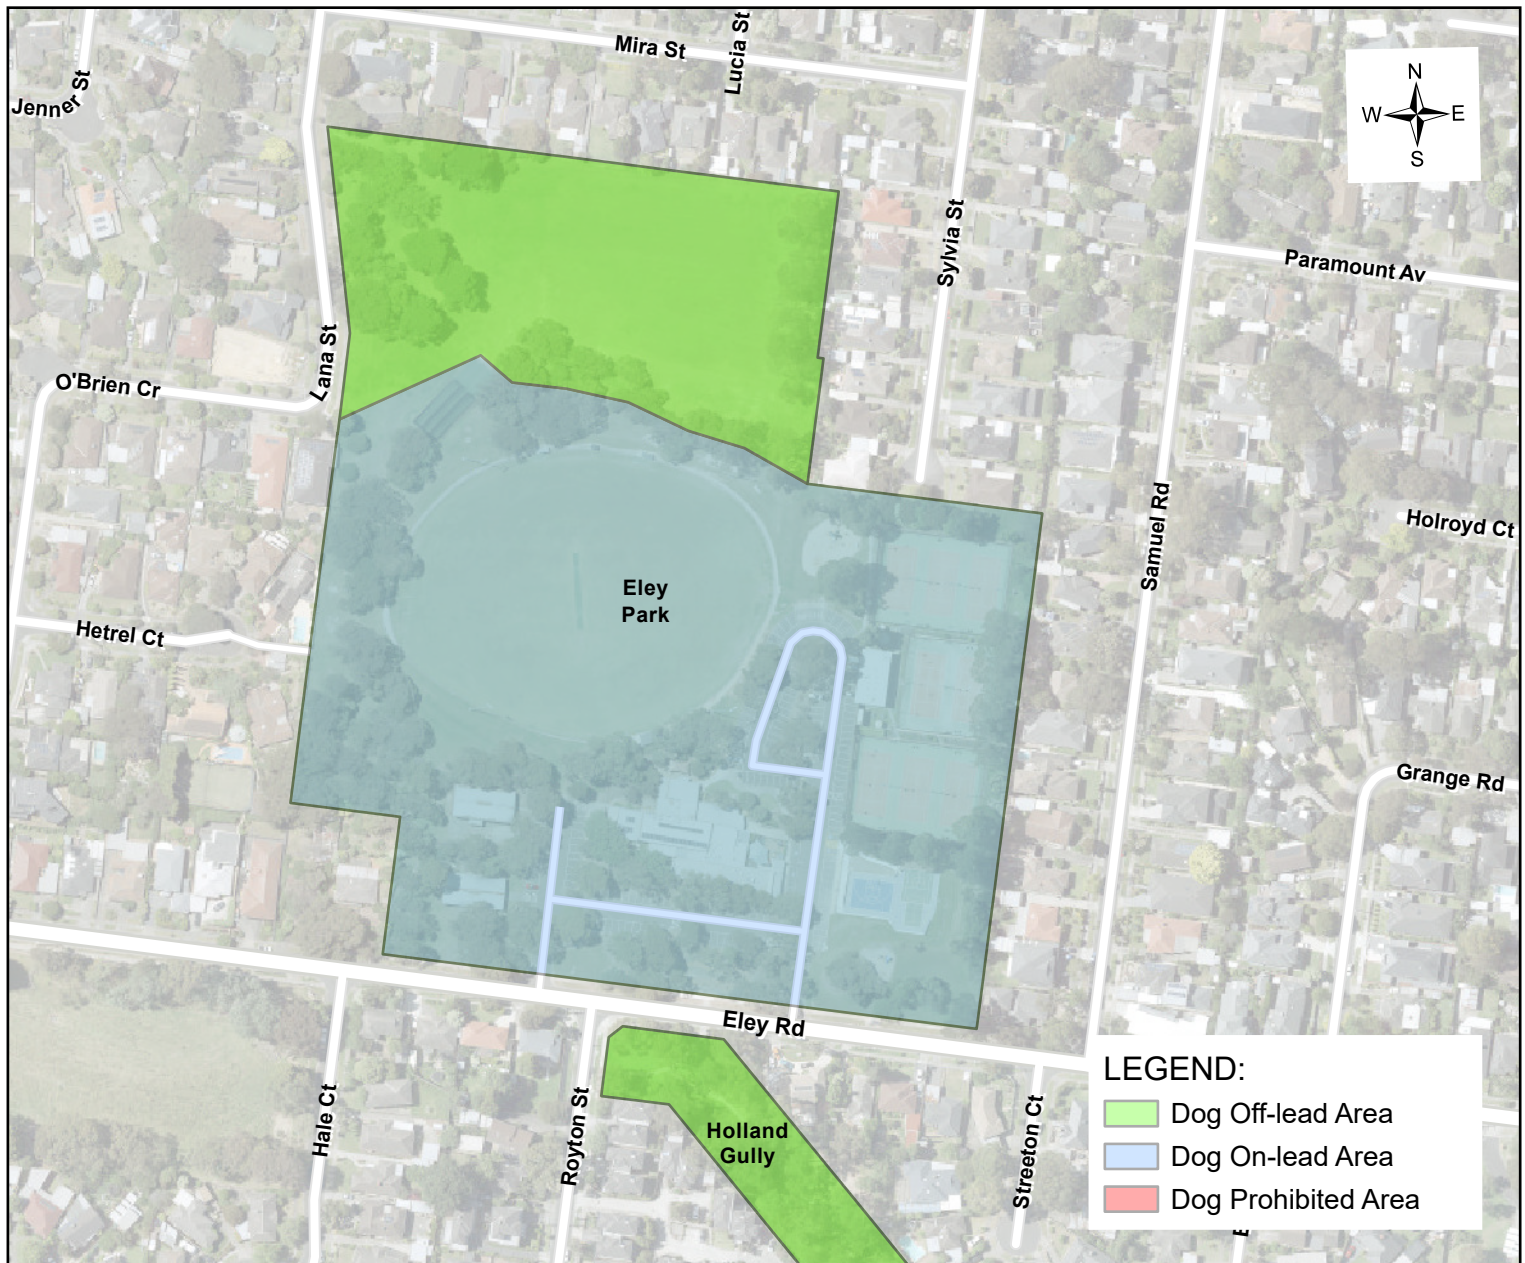 Mira St
Lucia St
Jenner St
N
W
E
S
Sylvia St
Paramount Av
Lana St
O'Brien Cr
Samuel Rd
Holroyd Ct
Eley
Park
Hetrel Ct
Grange Rd
Eley Rd
Hale Ct
Royton St
Holland
Gully
Streeton Ct
LEGEND:
Dog Off-lead Area
Dog On-lead Area
Dog Prohibited Area